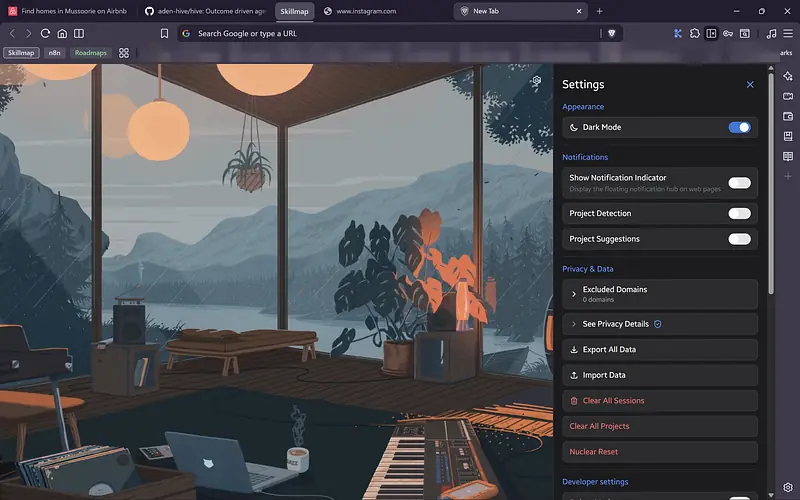 Find homes in Mussoorie on Airbnb
aden-hive/hive: Outcome driven age
Skillmap
www.instagram.com
New Tab
Search Google or type a URL
Skillmap
n8n
Roadmaps
arks
Settings
Appearance
Dark Mode
Notifications
Show Notification Indicator
Display the floating notification hub on web pages
Project Detection
Project Suggestions
Privacy & Data
Excluded Domains
0 domains
See Privacy Details
Export All Data
Import Data
Clear All Sessions
Clear All Projects
Nuclear Reset
Developer settings